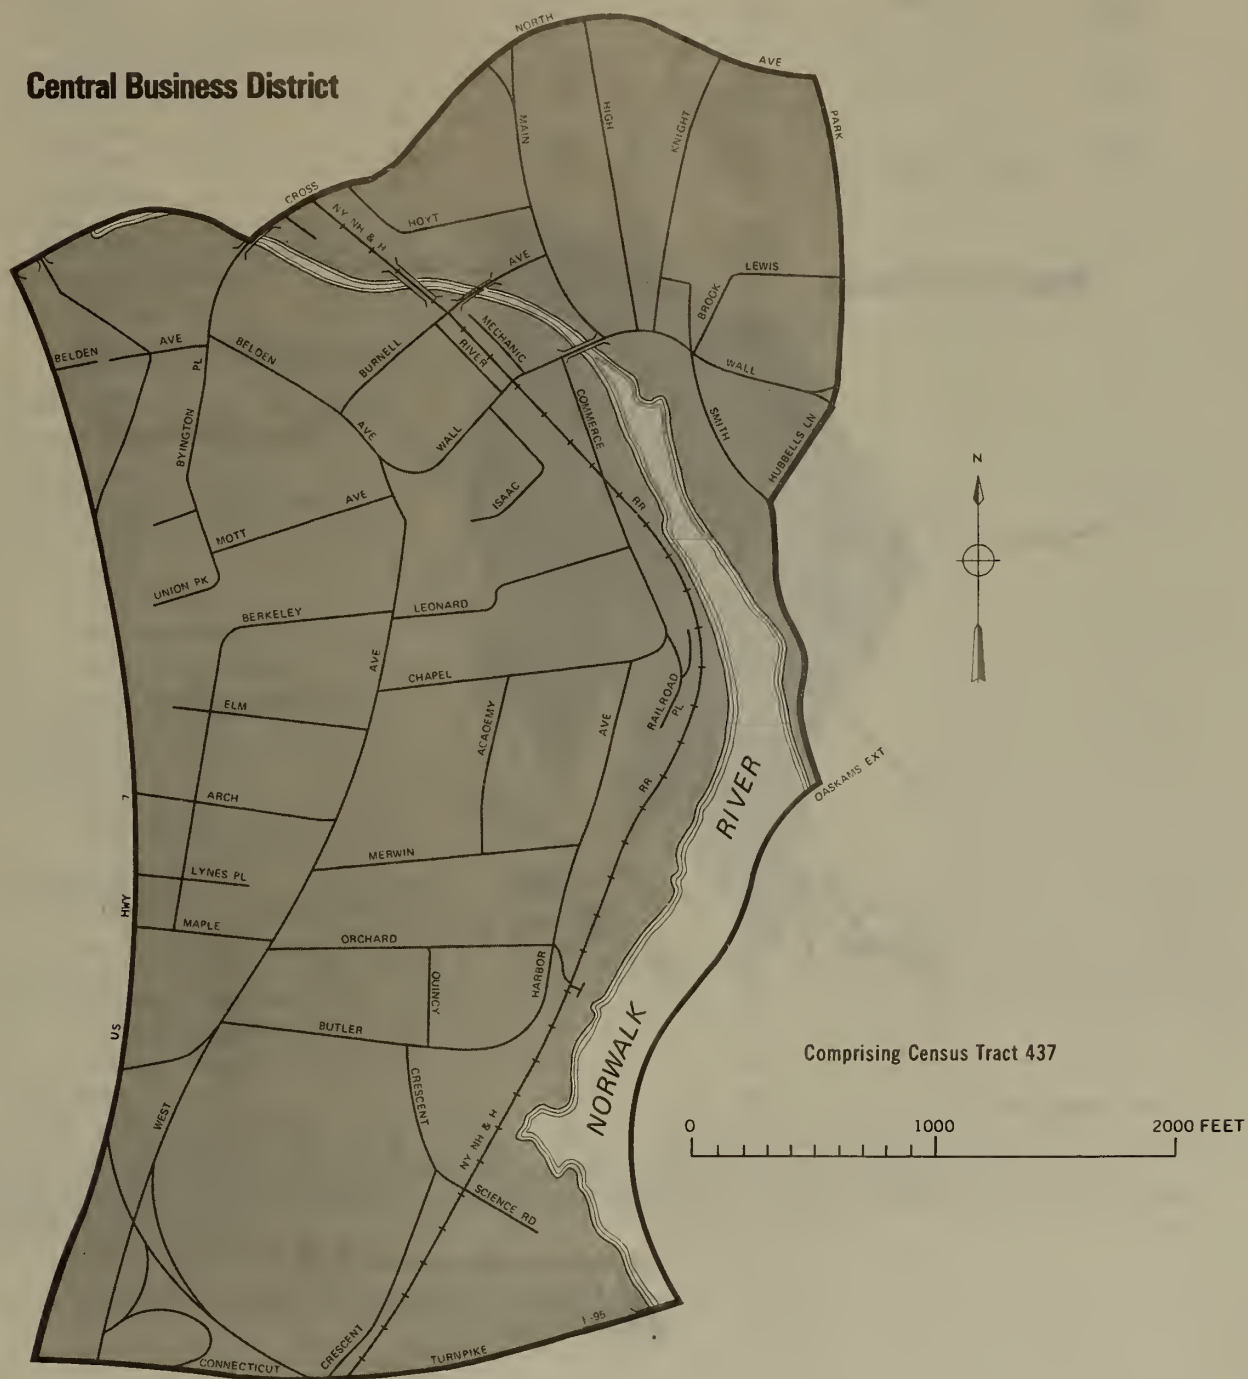 Central Business District
NORTH
AVE
PARK
MAIN
HIGH
KNIGHT
CROSS
NY NH & H
HOYT
AVE
LEWIS
BROOK
MECHANIC
RIVER
BURNELL
BELDEN
AVE
PL
BELDEN
WALL
COMMERCE
SMITH
HUBBELLS LN
AVE
WALL
BYINGTON
ISAAC
RR
N
AVE
MOTT
UNION PK
BERKELEY
LEONARD
AVE
CHAPEL
ELM
ACADEMY
AVE
RAILROAD
PL
RR
OASKAMS EXT
RIVER
7
ARCH
MERWIN
LYNES PL
HWY
MAPLE
ORCHARD
QUINCY
HARBOR
US
BUTLER
NORWALK
Comprising Census Tract 437
CRESCENT
WEST
NY NH & H
0 1000 2000 FEET
SCIENCE RD
I-95
CRESCENT
TURNPIKE
CONNECTICUT